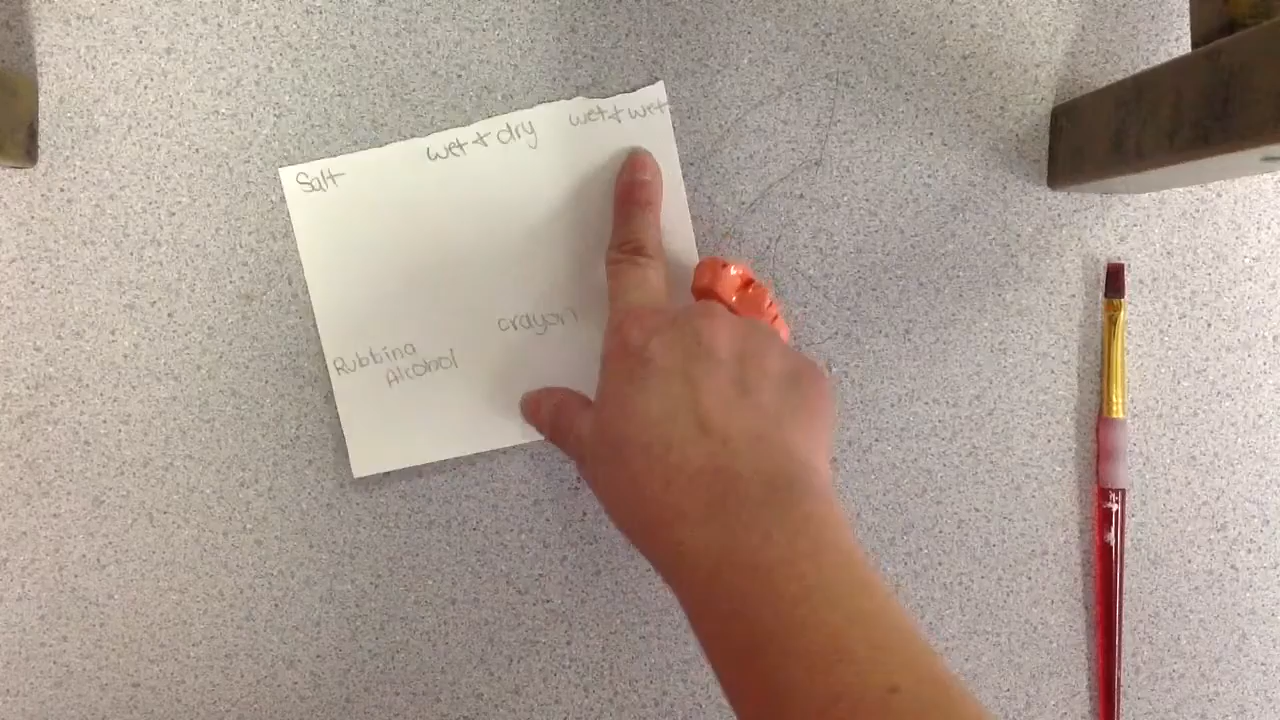 Salt
wet & dry
wet & wet
crayon
Rubbing
Alcohol